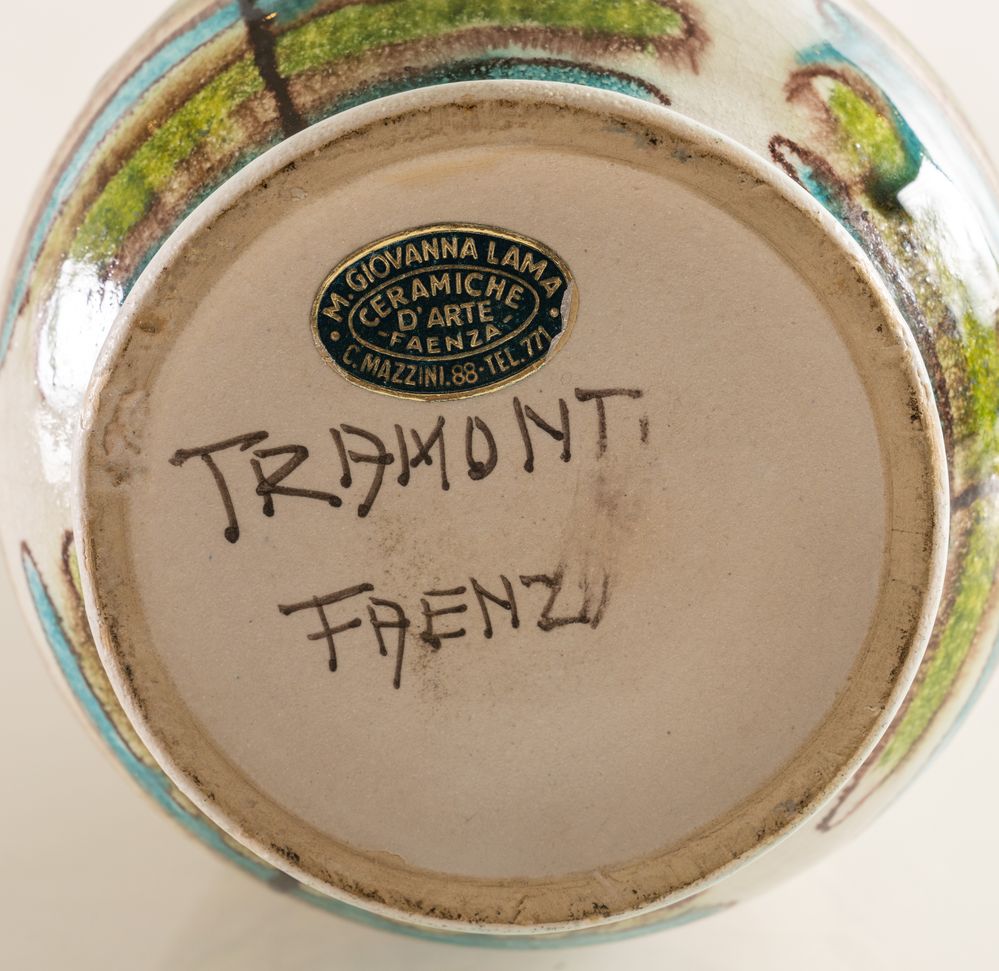 M. GIOVANNA LAMA
CERAMICHE
D'ARTE
-FAENZA-
• C. MAZZINI. 88 - TEL. 771 •
TRAMONTI
FAENZA